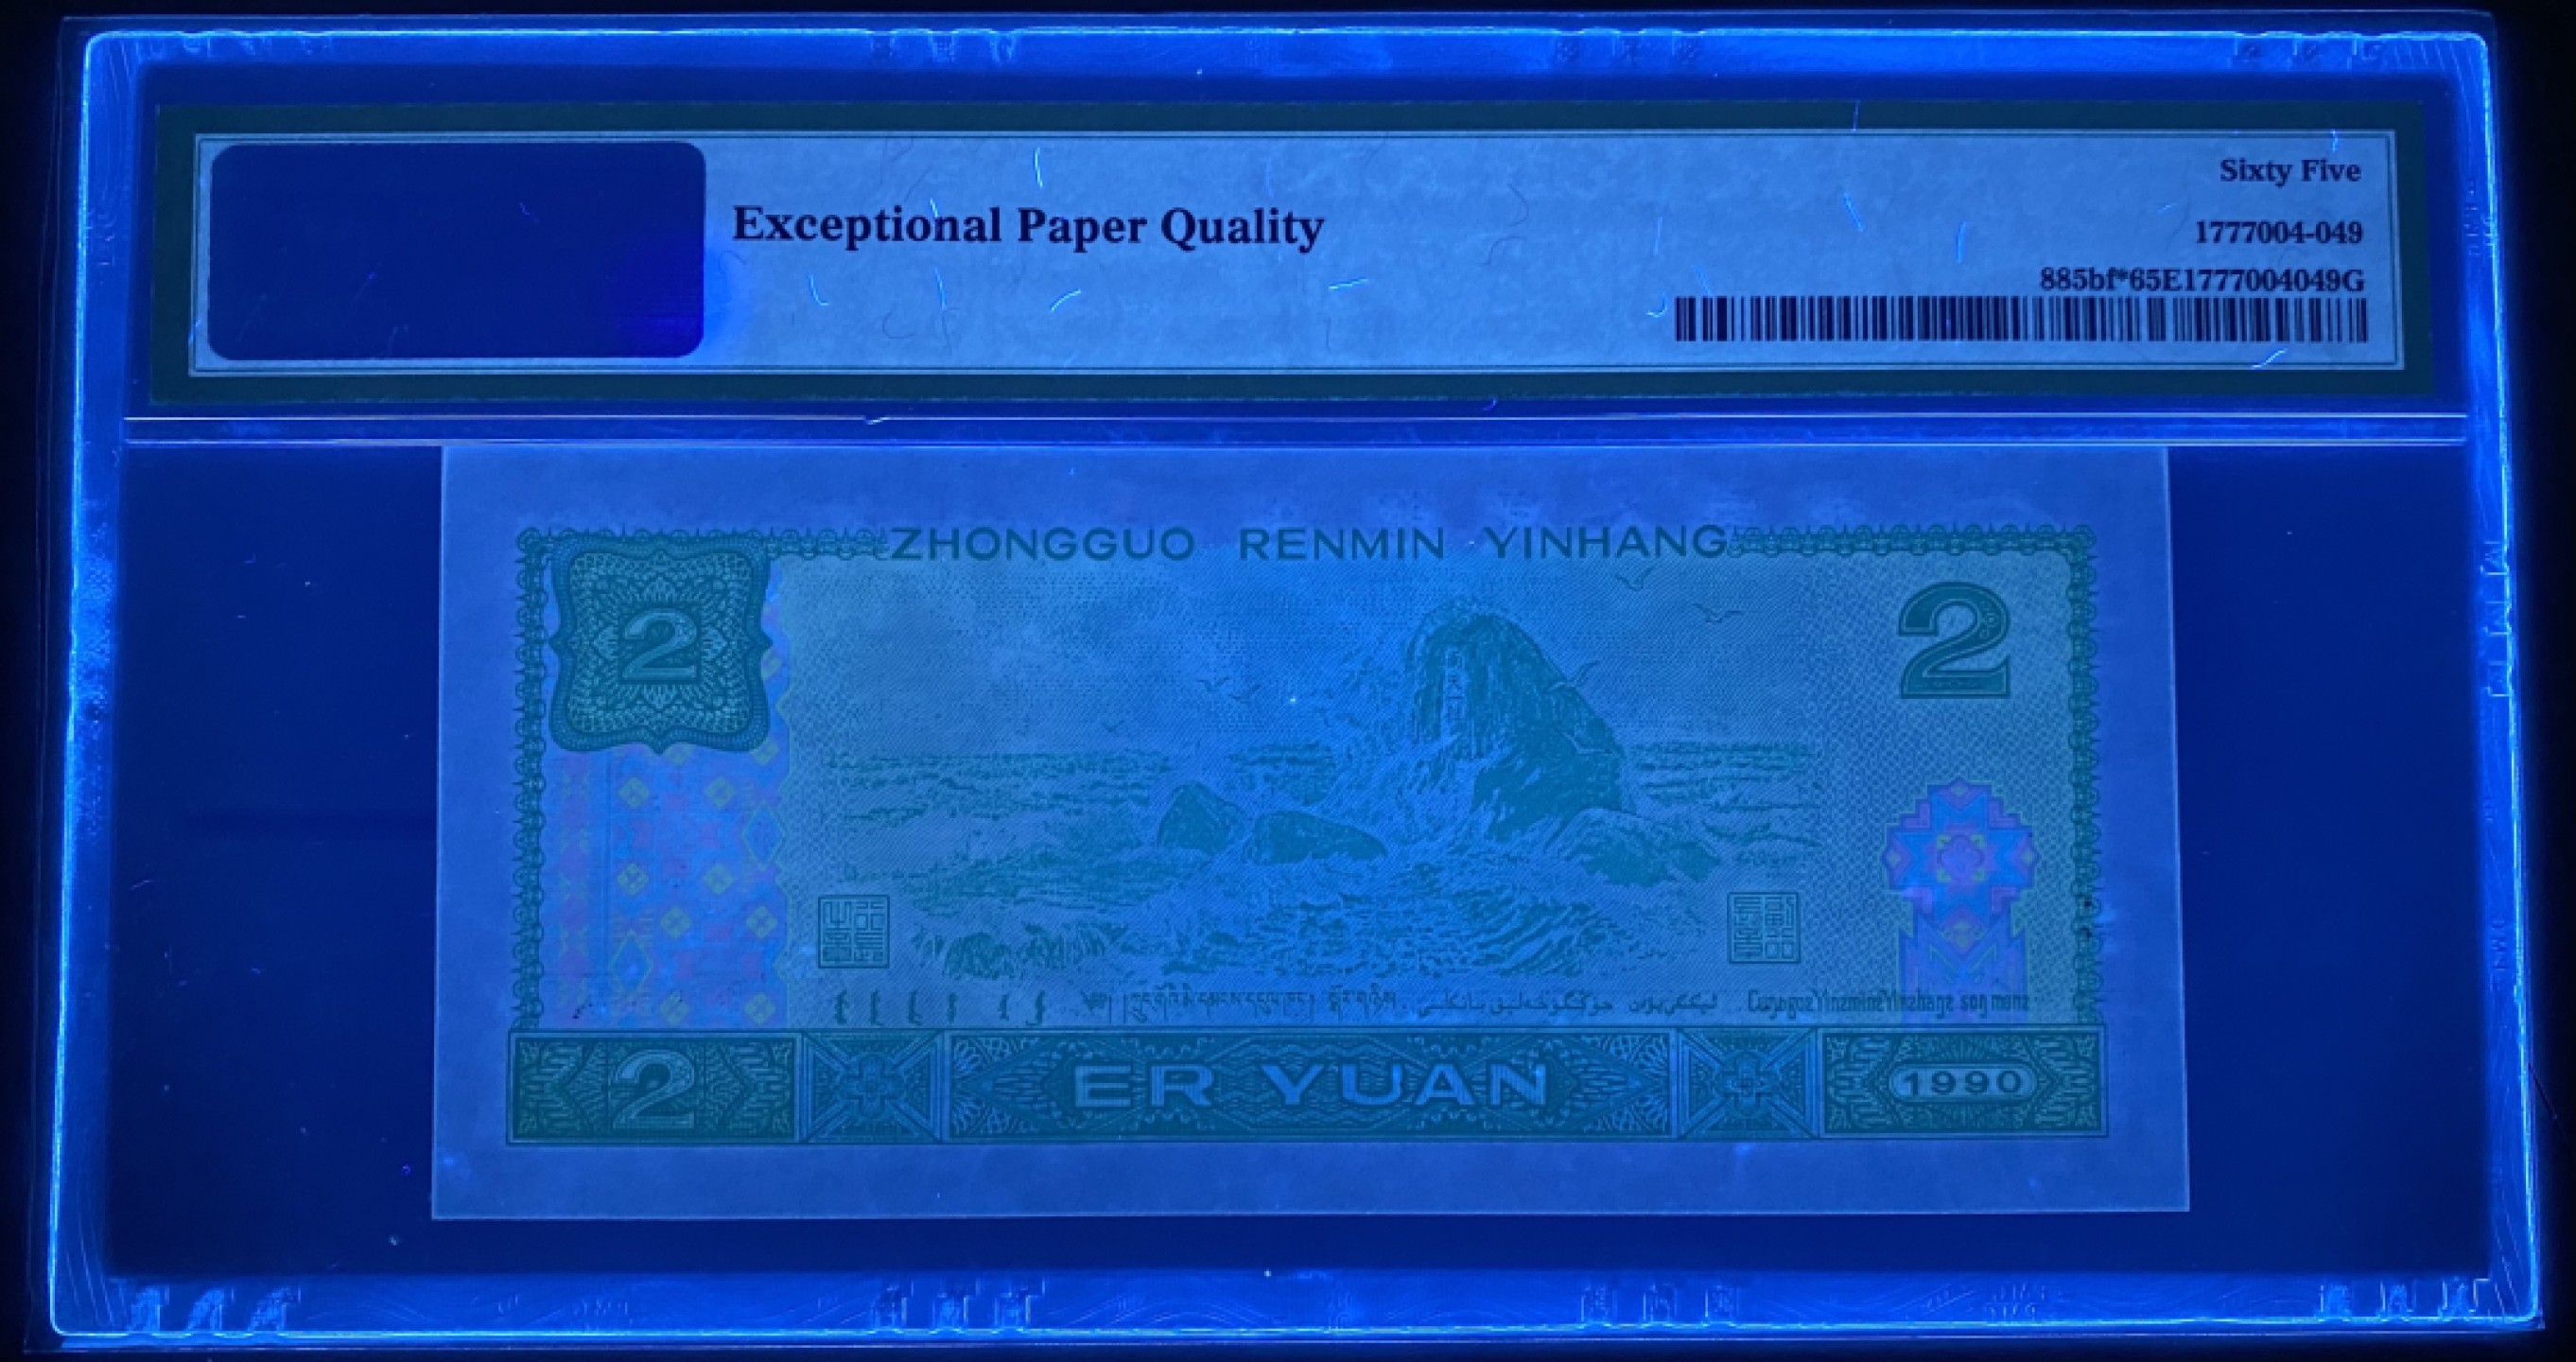 Sixty Five
Exceptional Paper Quality
1777004-049
885bf*65E1777004049G
ZHONGGUO RENMIN YINHANG
2
2
2
ER YUAN
1990